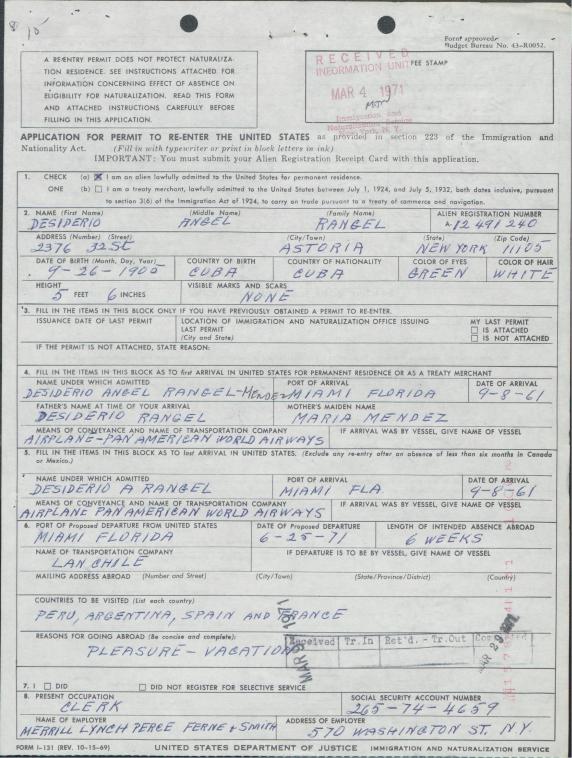 8/10
Form approved
Budget Bureau No. 43-R0052.
A RE-ENTRY PERMIT DOES NOT PROTECT NATURALIZA-
TION RESIDENCE. SEE INSTRUCTIONS ATTACHED FOR
INFORMATION CONCERNING EFFECT OF ABSENCE ON
ELIGIBILITY FOR NATURALIZATION. READ THIS FORM
AND ATTACHED INSTRUCTIONS CAREFULLY BEFORE
FILLING IN THIS APPLICATION.
RECEIVED
INFORMATION UNIT
FEE STAMP
MAR 4 1971
Immigration and
Naturalization Service
York, N.Y.
APPLICATION FOR PERMIT TO RE-ENTER THE UNITED STATES as provided in section 223 of the Immigration and
Nationality Act. (Fill in with typewriter or print in block letters in ink)
IMPORTANT: You must submit your Alien Registration Receipt Card with this application.
1. CHECK (a) I am an alien lawfully admitted to the United States for permanent residence.
ONE (b) I am a treaty merchant, lawfully admitted to the United States between July 1, 1924, and July 5, 1932, both dates inclusive, pursuant
to section 3(6) of the Immigration Act of 1924, to carry on trade pursuant to a treaty of commerce and navigation.
2. NAME (First Name) (Middle Name) (Family Name) ALIEN REGISTRATION NUMBER
DESIDERIO ANGEL RANGEL A-12 491 240
ADDRESS (Number) (Street) (City/Town) (State) (Zip Code)
2376 32St ASTORIA NEW YORK 11105
DATE OF BIRTH (Month, Day, Year) COUNTRY OF BIRTH COUNTRY OF NATIONALITY COLOR OF EYES COLOR OF HAIR
9-26-1905 CUBA CUBA GREEN WHITE
HEIGHT VISIBLE MARKS AND SCARS
5 FEET 6 INCHES NONE
3. FILL IN THE ITEMS IN THIS BLOCK ONLY IF YOU HAVE PREVIOUSLY OBTAINED A PERMIT TO RE-ENTER.
ISSUANCE DATE OF LAST PERMIT LOCATION OF IMMIGRATION AND NATURALIZATION OFFICE ISSUING MY LAST PERMIT
LAST PERMIT IS ATTACHED
(City and State) IS NOT ATTACHED
IF THE PERMIT IS NOT ATTACHED, STATE REASON:
4. FILL IN THE ITEMS IN THIS BLOCK AS TO first ARRIVAL IN UNITED STATES FOR PERMANENT RESIDENCE OR AS A TREATY MERCHANT
NAME UNDER WHICH ADMITTED PORT OF ARRIVAL DATE OF ARRIVAL
DESIDERIO ANGEL RANGEL-MENDEZ MIAMI FLORIDA 9-8-61
FATHER'S NAME AT TIME OF YOUR ARRIVAL MOTHER'S MAIDEN NAME
DESIDERIO RANGEL MARIA MENDEZ
MEANS OF CONVEYANCE AND NAME OF TRANSPORTATION COMPANY IF ARRIVAL WAS BY VESSEL, GIVE NAME OF VESSEL
AIRPLANE-PAN AMERICAN WORLD AIRWAYS
5. FILL IN THE ITEMS IN THIS BLOCK AS TO last ARRIVAL IN UNITED STATES. (Exclude any re-entry after an absence of less than six months in Canada
or Mexico.)
NAME UNDER WHICH ADMITTED PORT OF ARRIVAL DATE OF ARRIVAL
DESIDERIO A RANGEL MIAMI FLA. 9-8-61
MEANS OF CONVEYANCE AND NAME OF TRANSPORTATION COMPANY IF ARRIVAL WAS BY VESSEL, GIVE NAME OF VESSEL
AIRPLANE PAN AMERICAN WORLD AIRWAYS
6. PORT OF Proposed DEPARTURE FROM UNITED STATES DATE OF Proposed DEPARTURE LENGTH OF INTENDED ABSENCE ABROAD
MIAMI FLORIDA 6-25-71 6 WEEKS
NAME OF TRANSPORTATION COMPANY IF DEPARTURE IS TO BE BY VESSEL, GIVE NAME OF VESSEL
LAN CHILE
MAILING ADDRESS ABROAD (Number and Street) (City/Town) (State/Province/District) (Country)
COUNTRIES TO BE VISITED (List each country)
PERU, ARGENTINA, SPAIN AND FRANCE
REASONS FOR GOING ABROAD (Be concise and complete):
Received Tr. In Ret'd. - Tr. Out
PLEASURE - VACATION
7. I DID DID NOT REGISTER FOR SELECTIVE SERVICE
8. PRESENT OCCUPATION SOCIAL SECURITY ACCOUNT NUMBER
CLERK 265-74-4659
NAME OF EMPLOYER ADDRESS OF EMPLOYER
MERRILL LYNCH PERCE FERNE + SMITH 570 WASHINGTON ST. N.Y.
FORM I-131 (REV. 10-15-69) UNITED STATES DEPARTMENT OF JUSTICE IMMIGRATION AND NATURALIZATION SERVICE